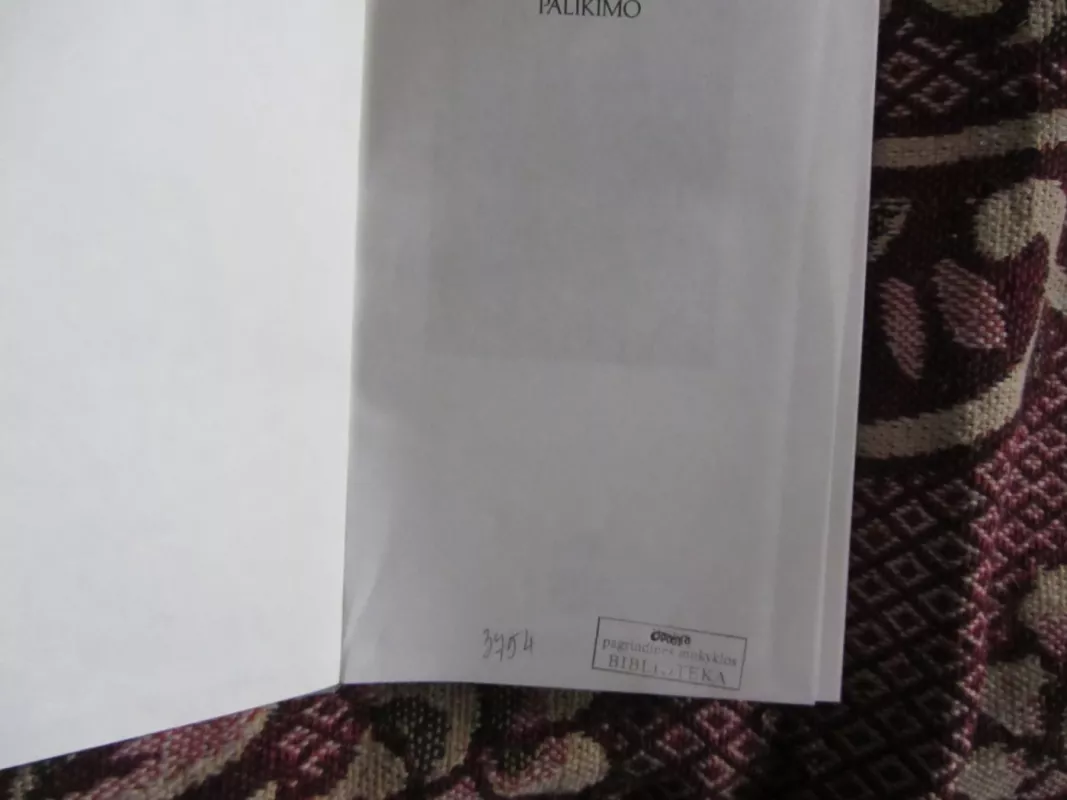 PALIKIMO
3754
pagrindinės mokyklos
BIBLIOTEKA